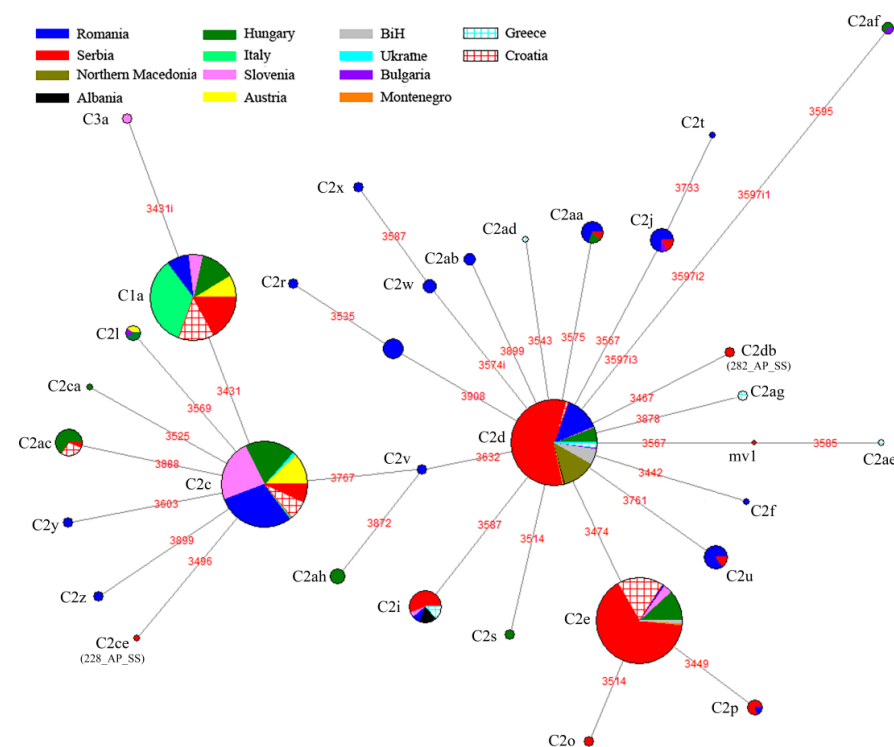 Romania
Serbia
Northern Macedonia
Albania
Hungary
Italy
Slovenia
Austria
BiH
Ukrame
Bulgaria
Montenegro
Greece
Croatia
C2af
3595
C3a
C2t
3431i
3733
3597i1
C2x
C2ad
C2aa
C2j
3587
C2ab
3597i2
C1a
C2r
C2w
3535
3899
3543
3575
3567
3597i3
C2l
3574i
C2db
(282_AP_SS)
3431
C2ca
3569
3908
3467
C2ag
3878
3525
C2ac
3888
C2c
3767
C2v
3632
C2d
3567
mv1
3585
C2ae
3442
3603
C2y
3761
C2f
3899
3496
3872
3587
3514
3474
C2z
C2ah
C2u
C2i
C2s
C2e
C2ce
(228_AP_SS)
3449
3514
C2p
C2o